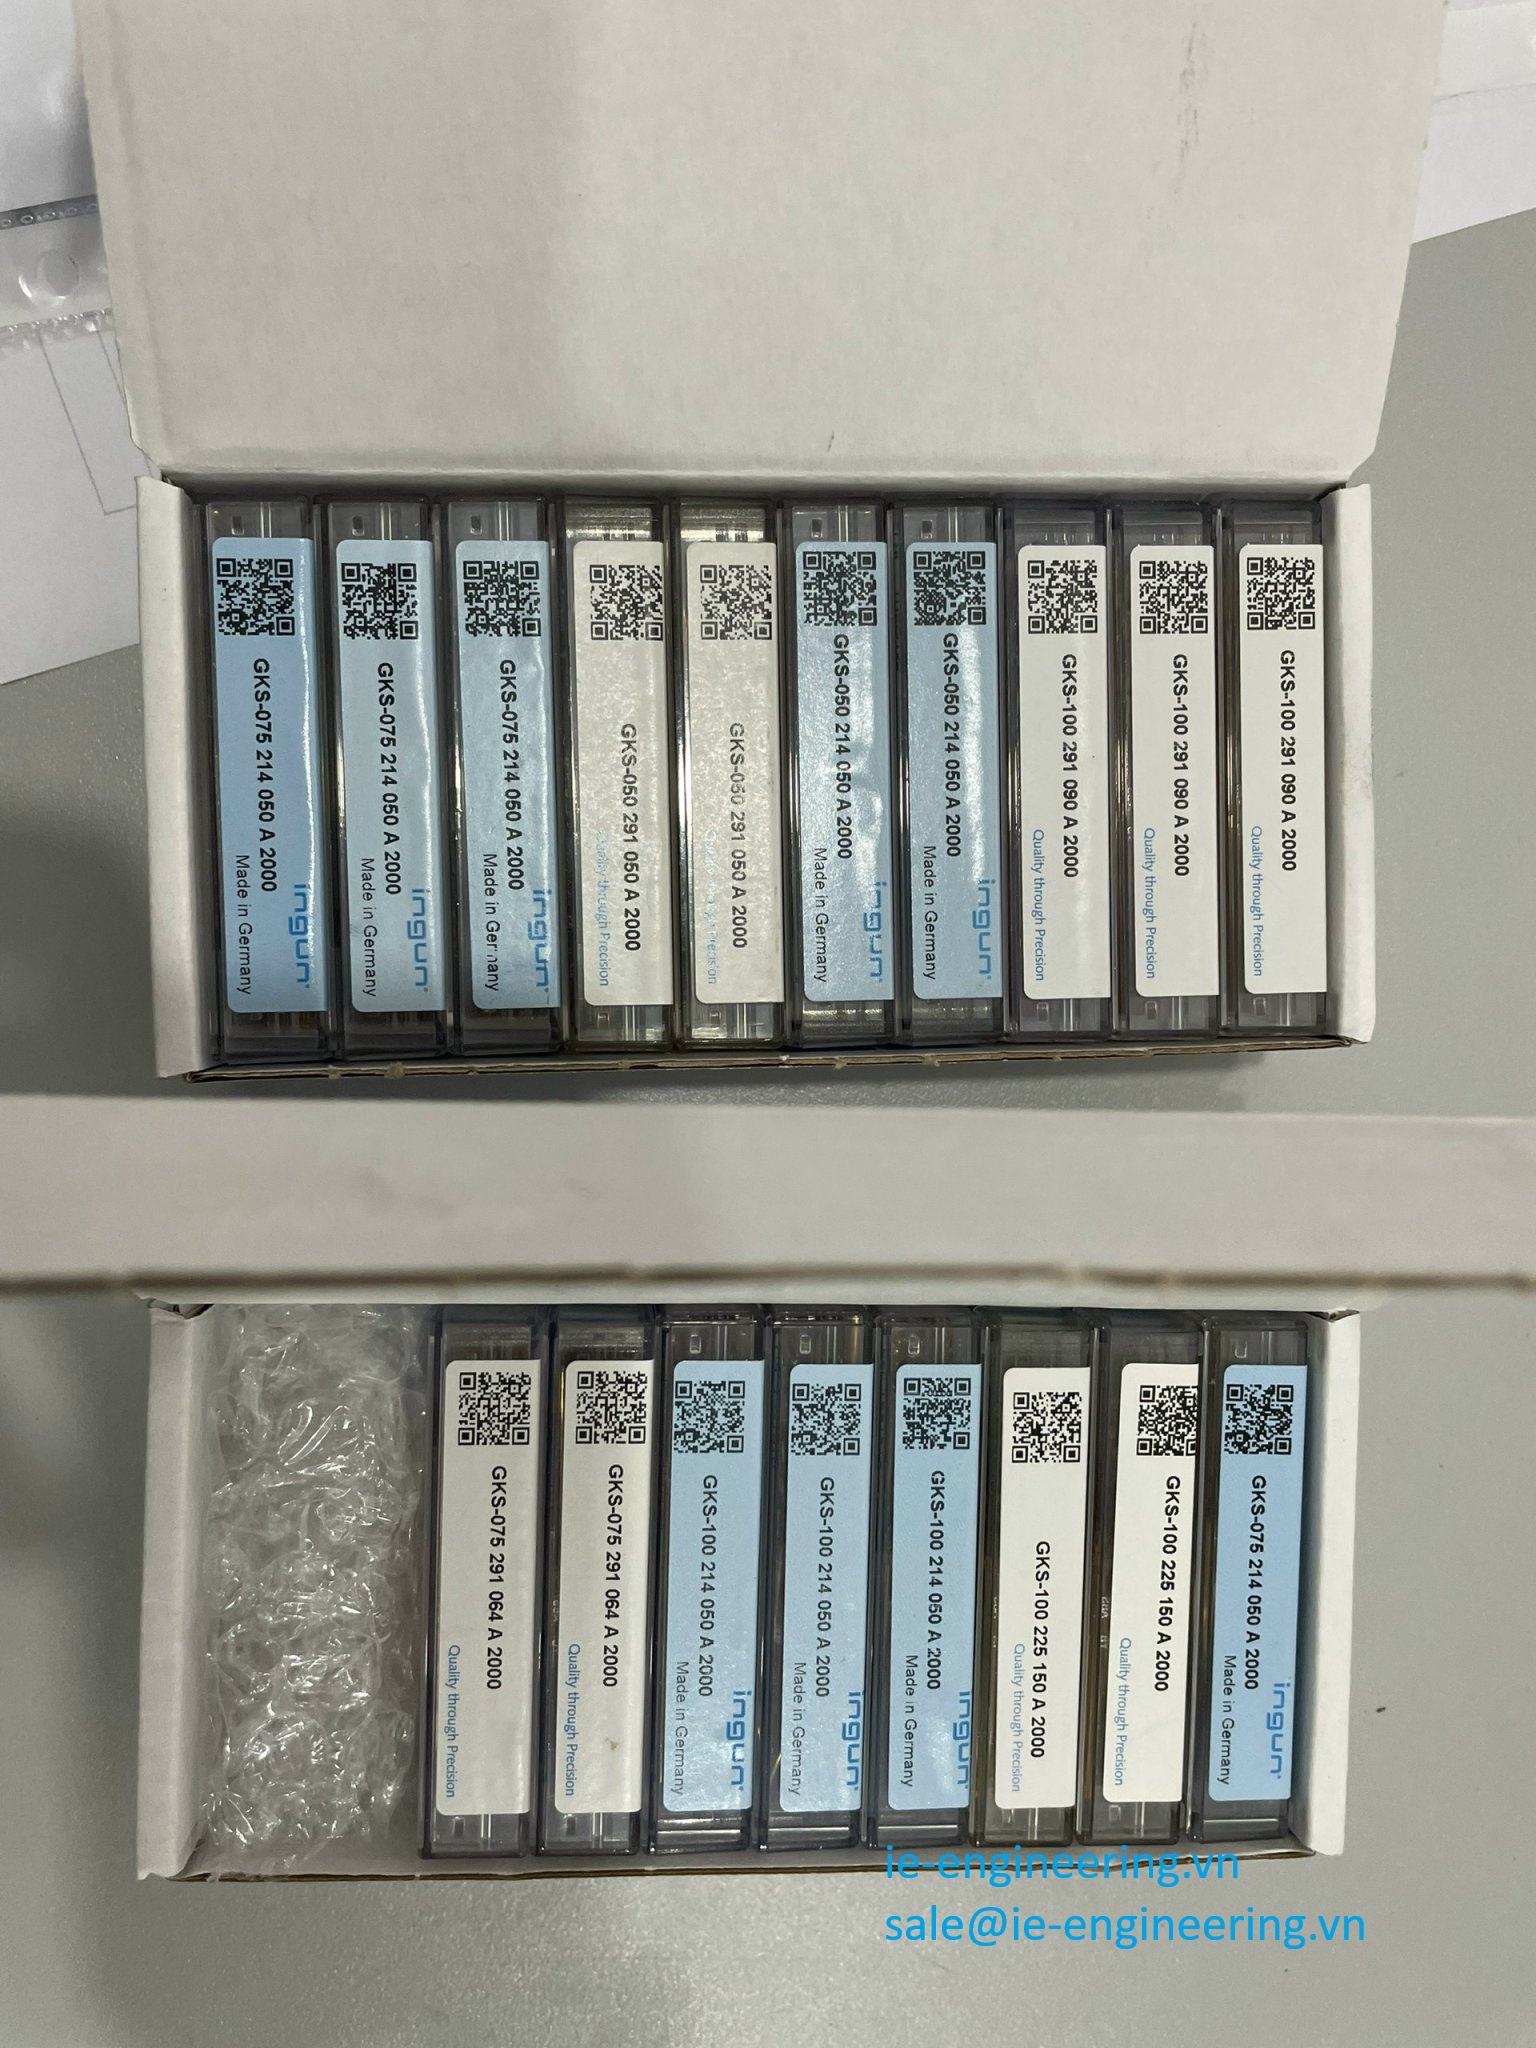 GKS-075 214 050 A 2000
Made in Germany
ingun
GKS-075 214 050 A 2000
Made in Germany
ingun
GKS-075 214 050 A 2000
Made in Germany
ingun
GKS-050 291 050 A 2000
Quality through Precision
GKS-050 291 050 A 2000
Quality through Precision
GKS-050 214 050 A 2000
Made in Germany
ingun
GKS-050 214 050 A 2000
Made in Germany
ingun
GKS-100 291 090 A 2000
Quality through Precision
GKS-100 291 090 A 2000
Quality through Precision
GKS-100 291 090 A 2000
Quality through Precision
GKS-075 291 064 A 2000
Quality through Precision
GKS-075 291 064 A 2000
Quality through Precision
GKS-100 214 050 A 2000
Made in Germany
ingun
GKS-100 214 050 A 2000
Made in Germany
ingun
GKS-100 214 050 A 2000
Made in Germany
ingun
GKS-100 225 150 A 2000
Quality through Precision
GKS-100 225 150 A 2000
Quality through Precision
GKS-075 214 050 A 2000
Made in Germany
ingun
ie-engineering.vn
sale@ie-engineering.vn